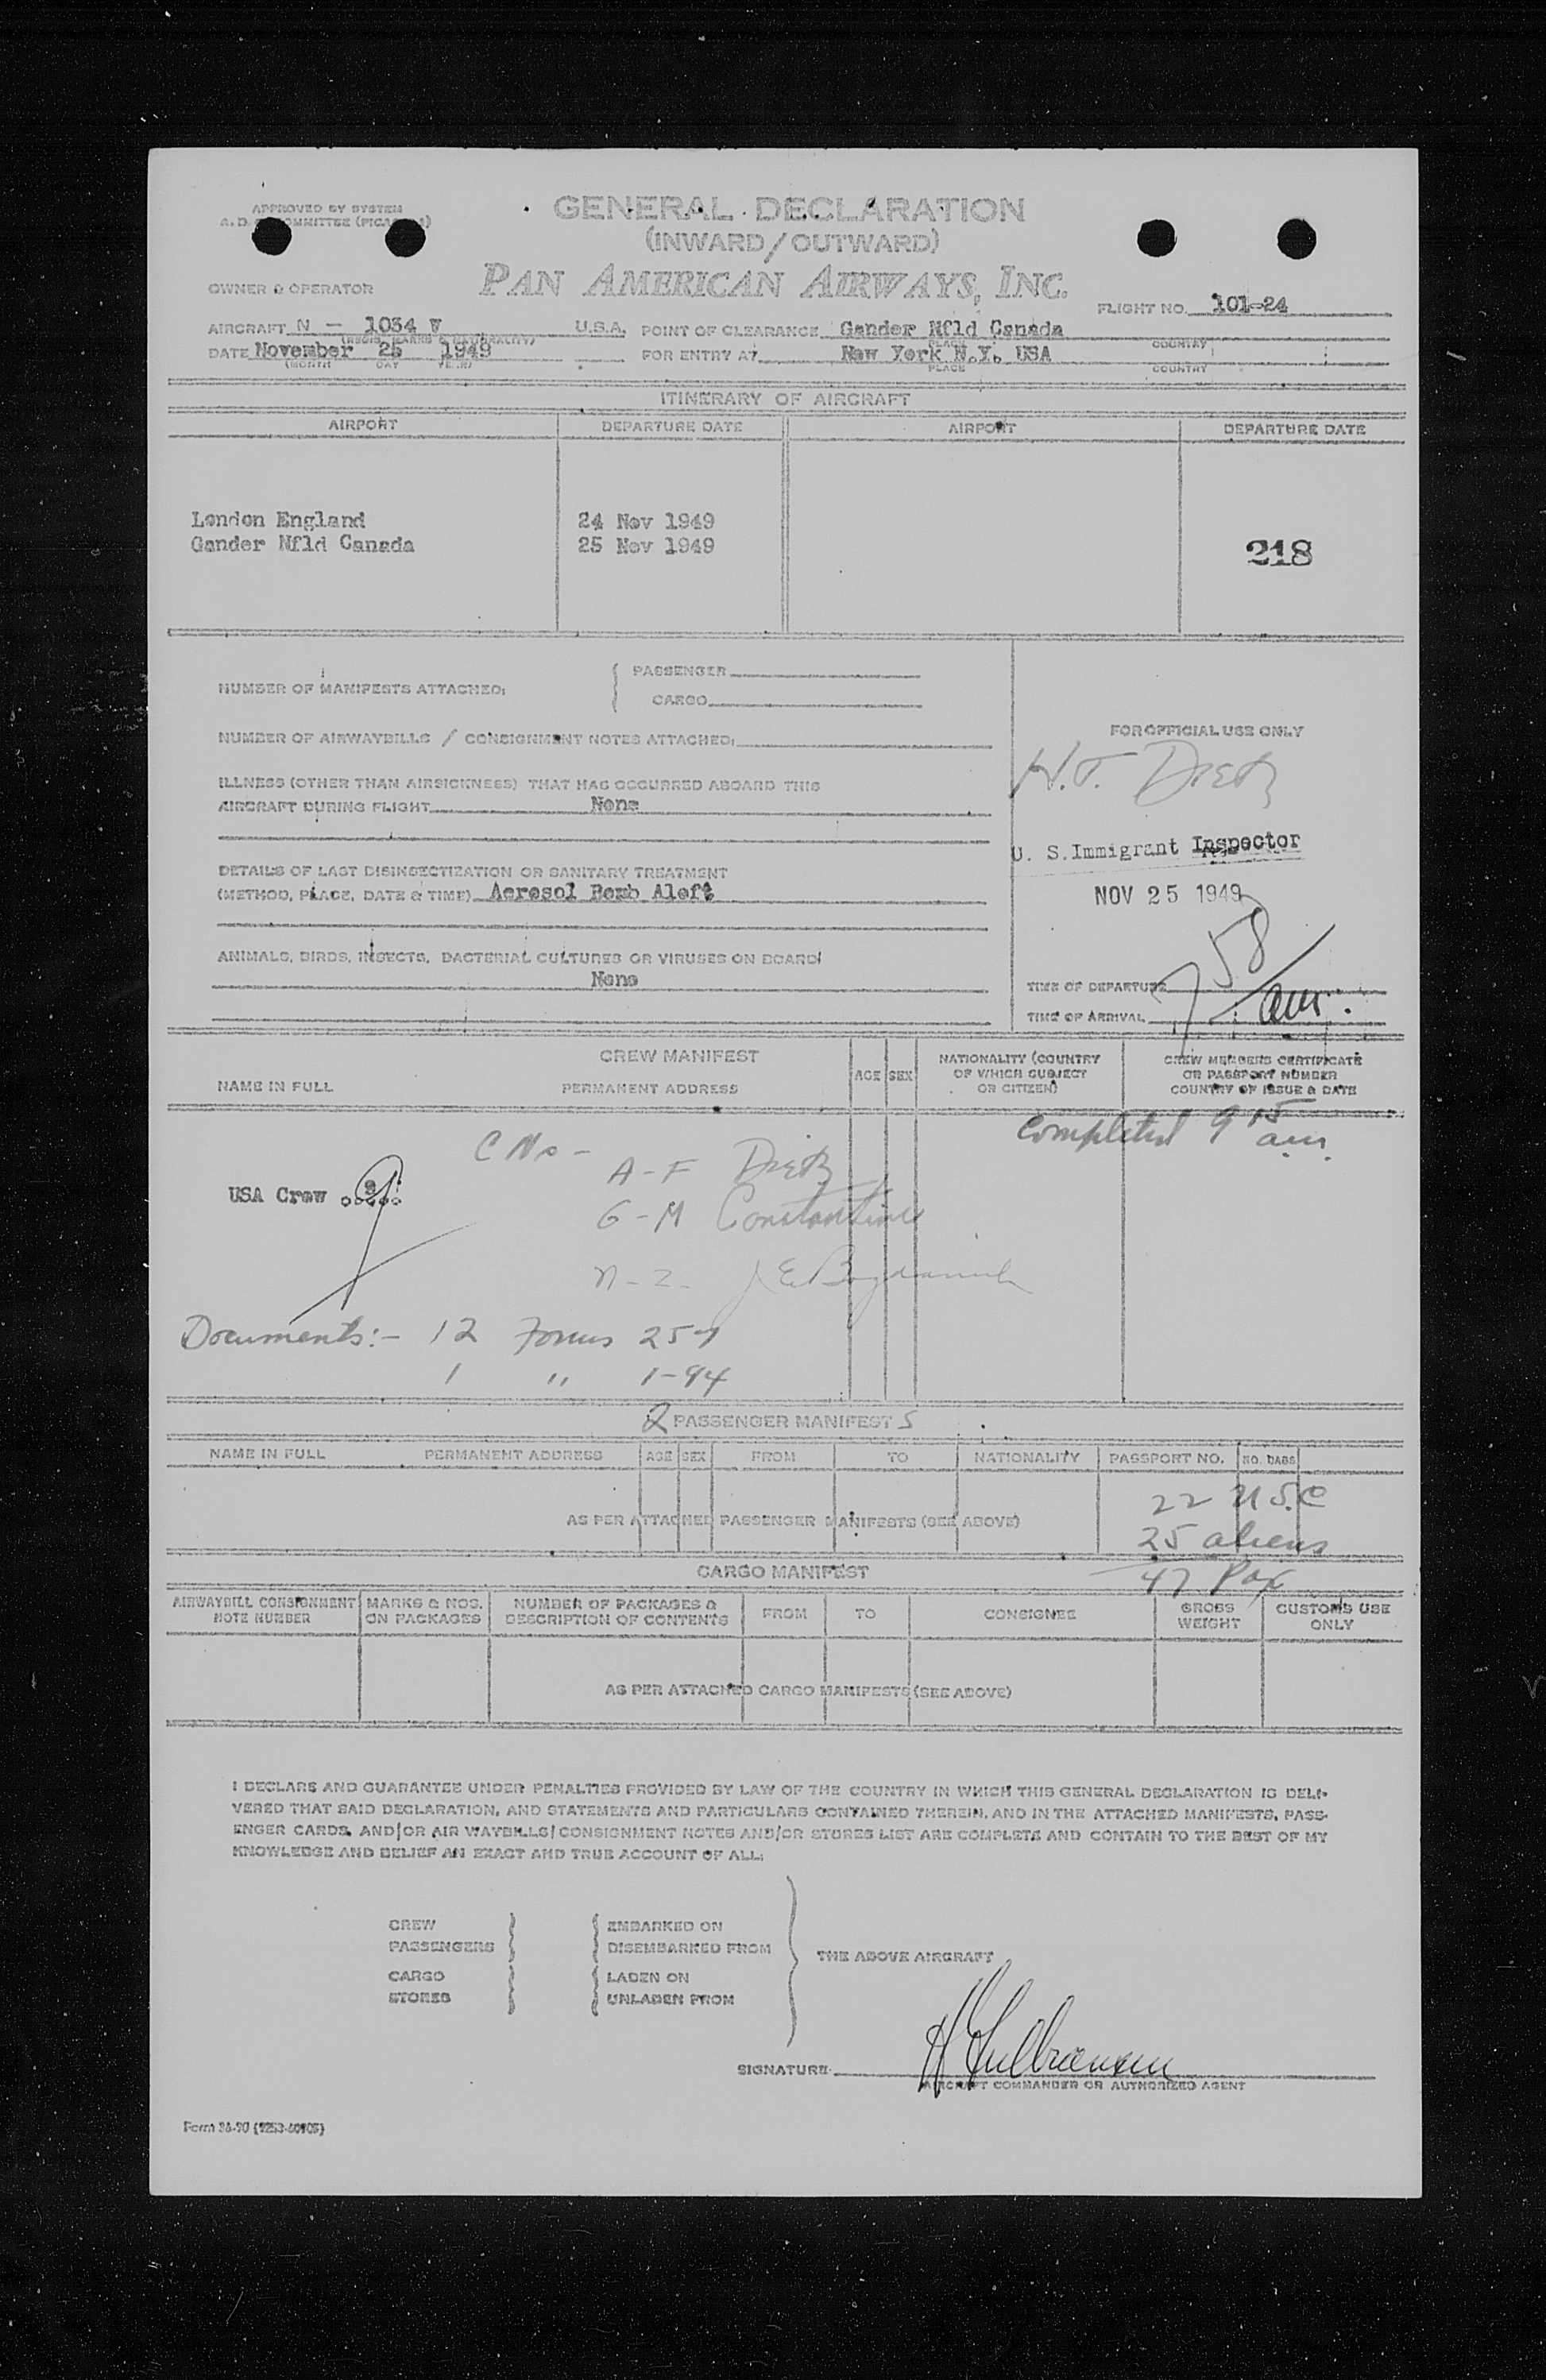 APPROVED BY SYSTEM
GENERAL DECLARATION
(INWARD/OUTWARD)
PAN AMERICAN AIRWAYS, INC.
OWNER & OPERATOR
FLIGHT NO. 101-24
AIRCRAFT N - 1034 V U.S.A. POINT OF CLEARANCE Gander Nfld Canada
PLACE COUNTRY
DATE November 25 1949 FOR ENTRY AT New York N.Y. USA
(MONTH DAY YEAR) PLACE COUNTRY
ITINERARY OF AIRCRAFT
AIRPORT DEPARTURE DATE AIRPORT DEPARTURE DATE
London England 24 Nov 1949
Gander Nfld Canada 25 Nov 1949
218
NUMBER OF MANIFESTS ATTACHED: PASSENGER
CARGO
NUMBER OF AIRWAYBILLS / CONSIGNMENT NOTES ATTACHED:
ILLNESS (OTHER THAN AIRSICKNESS) THAT HAS OCCURRED ABOARD THIS
AIRCRAFT DURING FLIGHT None
DETAILS OF LAST DISINSECTIZATION OR SANITARY TREATMENT
(METHOD, PLACE, DATE & TIME) Aerosol Bomb Aloft
ANIMALS, BIRDS, INSECTS, BACTERIAL CULTURES OR VIRUSES ON BOARD:
None
FOR OFFICIAL USE ONLY
H.T. Dietz
U. S. Immigrant Inspector
NOV 25 1949
TIME OF DEPARTURE
TIME OF ARRIVAL 7 58 am.
CREW MANIFEST
NAME IN FULL PERMANENT ADDRESS AGE SEX NATIONALITY (COUNTRY OF WHICH SUBJECT OR CITIZEN) CREW MEMBERS CERTIFICATE OR PASSPORT NUMBER COUNTRY OF ISSUE & DATE
Completed 9 15 am.
A-F Dietz
USA Crew 9
G-M Constantine
N-Z-
Documents:- 12 Forms 257
1 " 1-94
2 PASSENGER MANIFEST S
NAME IN FULL PERMANENT ADDRESS AGE SEX FROM TO NATIONALITY PASSPORT NO. NO. BAGS
22 USC
AS PER ATTACHED PASSENGER MANIFESTS (SEE ABOVE)
25 aliens
47 Pax
CARGO MANIFEST
AIRWAYBILL CONSIGNMENT NOTE NUMBER MARKS & NOS. ON PACKAGES NUMBER OF PACKAGES & DESCRIPTION OF CONTENTS FROM TO CONSIGNEE GROSS WEIGHT CUSTOMS USE ONLY
AS PER ATTACHED CARGO MANIFESTS (SEE ABOVE)
I DECLARE AND GUARANTEE UNDER PENALTIES PROVIDED BY LAW OF THE COUNTRY IN WHICH THIS GENERAL DECLARATION IS DELI-
VERED THAT SAID DECLARATION, AND STATEMENTS AND PARTICULARS CONTAINED THEREIN, AND IN THE ATTACHED MANIFESTS, PASS-
ENGER CARDS, AND/OR AIR WAYBILLS/CONSIGNMENT NOTES AND/OR STORES LIST ARE COMPLETE AND CONTAIN TO THE BEST OF MY
KNOWLEDGE AND BELIEF AN EXACT AND TRUE ACCOUNT OF ALL:
CREW EMBARKED ON
PASSENGERS DISEMBARKED FROM
THE ABOVE AIRCRAFT
CARGO LADEN ON
STORES UNLADEN FROM
SIGNATURE
AIRCRAFT COMMANDER OR AUTHORIZED AGENT